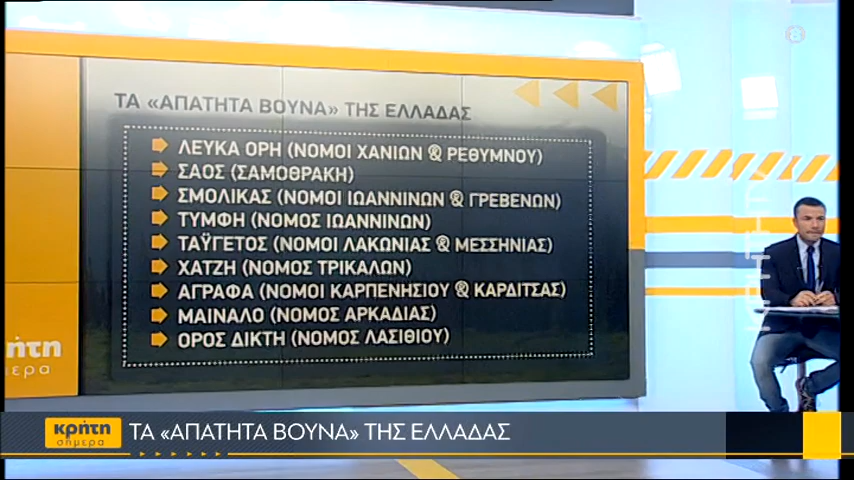 ΤΑ «ΑΠΑΤΗΤΑ ΒΟΥΝΑ» ΤΗΣ ΕΛΛΑΔΑΣ
ΛΕΥΚΑ ΟΡΗ (ΝΟΜΟΙ ΧΑΝΙΩΝ & ΡΕΘΥΜΝΟΥ)
ΣΑΟΣ (ΣΑΜΟΘΡΑΚΗ)
ΣΜΟΛΙΚΑΣ (ΝΟΜΟΙ ΙΩΑΝΝΙΝΩΝ & ΓΡΕΒΕΝΩΝ)
ΤΥΜΦΗ (ΝΟΜΟΣ ΙΩΑΝΝΙΝΩΝ)
ΤΑΫΓΕΤΟΣ (ΝΟΜΟΙ ΛΑΚΩΝΙΑΣ & ΜΕΣΣΗΝΙΑΣ)
ΧΑΤΖΗ (ΝΟΜΟΣ ΤΡΙΚΑΛΩΝ)
ΑΓΡΑΦΑ (ΝΟΜΟΙ ΚΑΡΠΕΝΗΣΙΟΥ & ΚΑΡΔΙΤΣΑΣ)
ΜΑΙΝΑΛΟ (ΝΟΜΟΣ ΑΡΚΑΔΙΑΣ)
ΟΡΟΣ ΔΙΚΤΗ (ΝΟΜΟΣ ΛΑΣΙΘΙΟΥ)
ΚΡΗΤΗ
κρήτη
σήμερα
ΤΑ «ΑΠΑΤΗΤΑ ΒΟΥΝΑ» ΤΗΣ ΕΛΛΑΔΑΣ